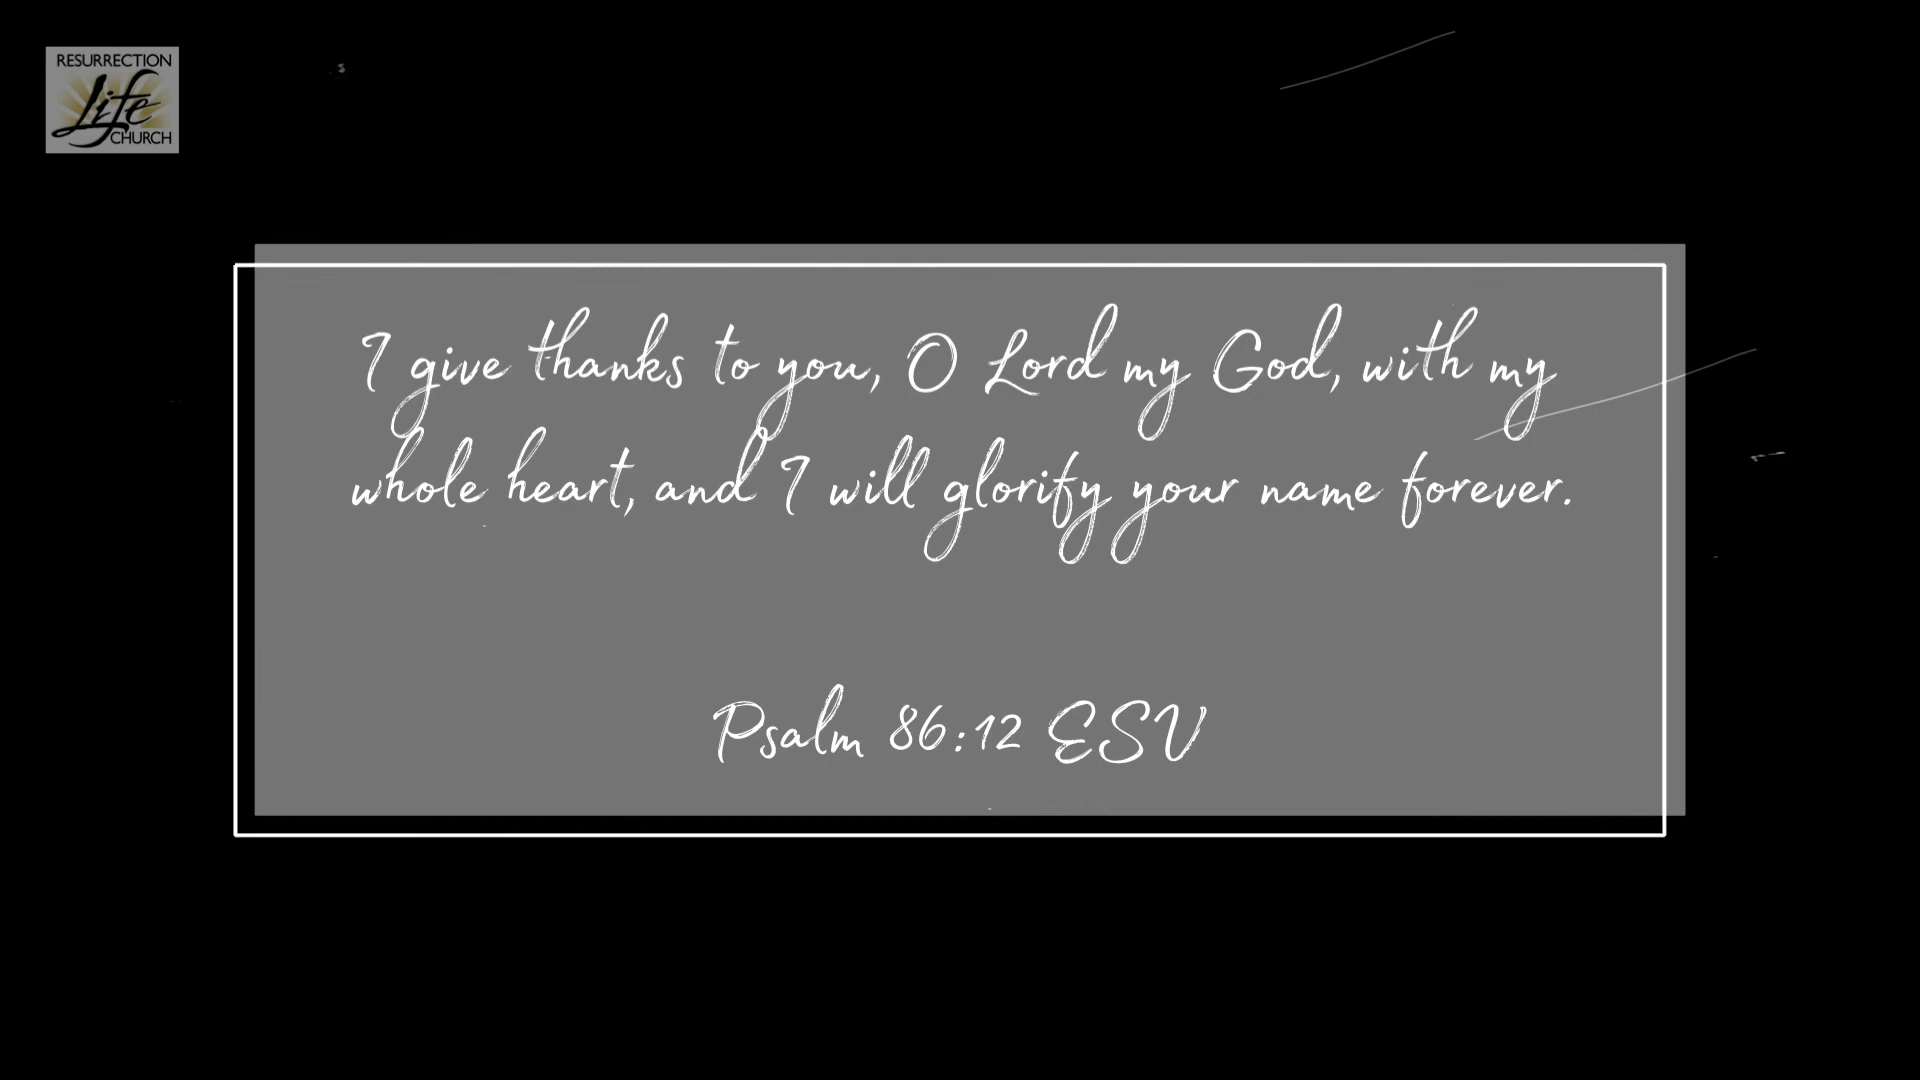 RESURRECTION
Life
CHURCH
I give thanks to you, O Lord my God, with my
whole heart, and I will glorify your name forever.
Psalm 86:12 ESV